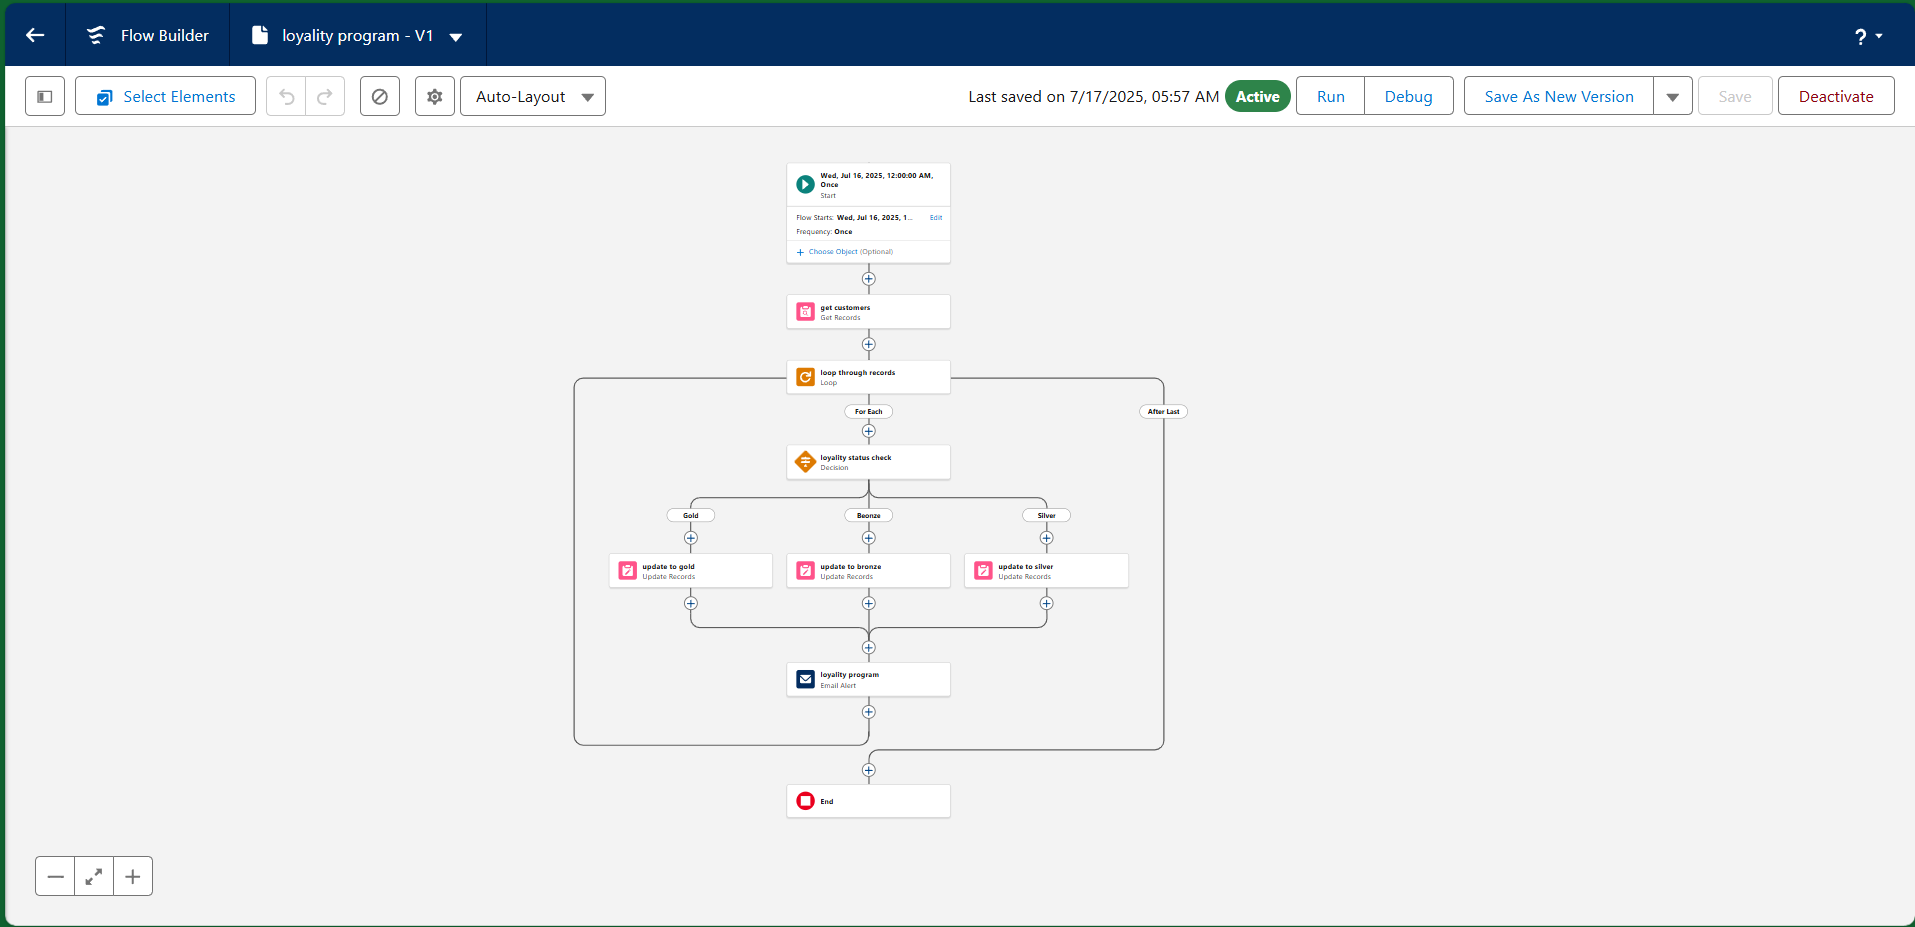 Flow Builder
loyality program - V1
?
Select Elements
Auto-Layout
Last saved on 7/17/2025, 05:57 AM
Active
Run
Debug
Save As New Version
Save
Deactivate
Wed, Jul 16, 2025, 12:00:00 AM,
Once
Start
Flow Starts: Wed, Jul 16, 2025, 1...
Edit
Frequency: Once
+ Choose Object (Optional)
get customers
Get Records
loop through records
Loop
For Each
After Last
loyality status check
Decision
Gold
Beonze
Silver
update to gold
Update Records
update to bronze
Update Records
update to silver
Update Records
loyality program
Email Alert
End